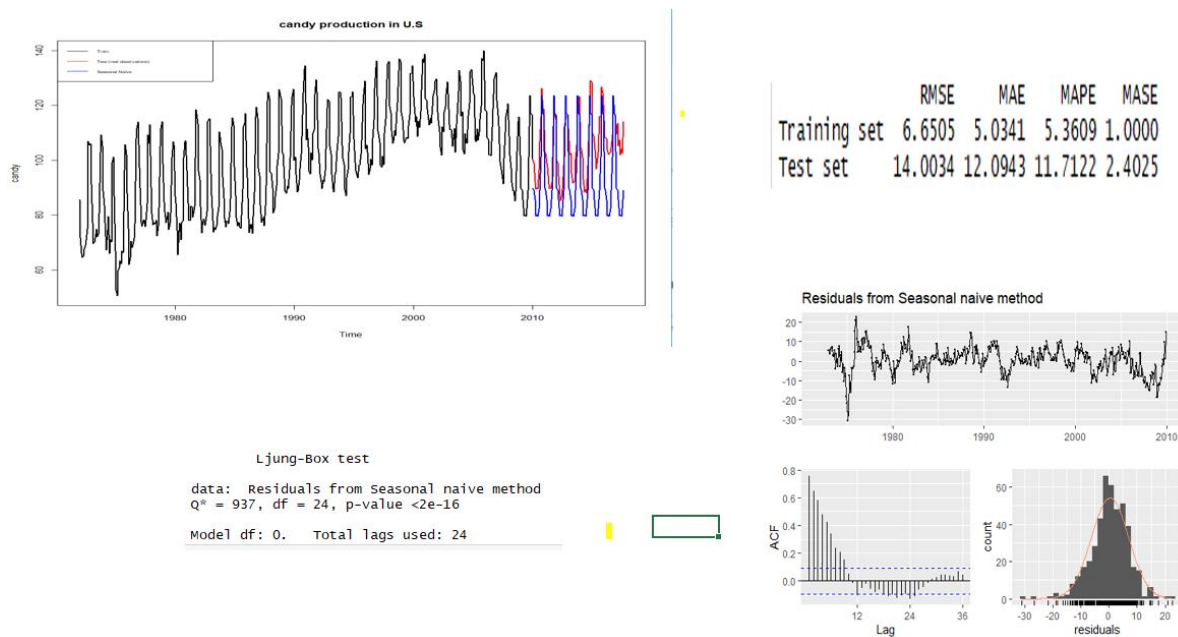 candy production in U.S
Train
Test (real observations)
Seasonal Naive
candy
140
120
100
80
60
1980
1990
2000
2010
Time
RMSE MAE MAPE MASE
Training set 6.6505 5.0341 5.3609 1.0000
Test set 14.0034 12.0943 11.7122 2.4025
Residuals from Seasonal naive method
20
10
0
-10
-20
-30
1980
1990
2000
2010
Ljung-Box test
data: Residuals from Seasonal naive method
Q* = 937, df = 24, p-value <2e-16
Model df: 0. Total lags used: 24
ACF
0.8
0.6
0.4
0.2
0.0
12
24
36
Lag
count
60
40
20
0
-30
-20
-10
0
10
20
residuals